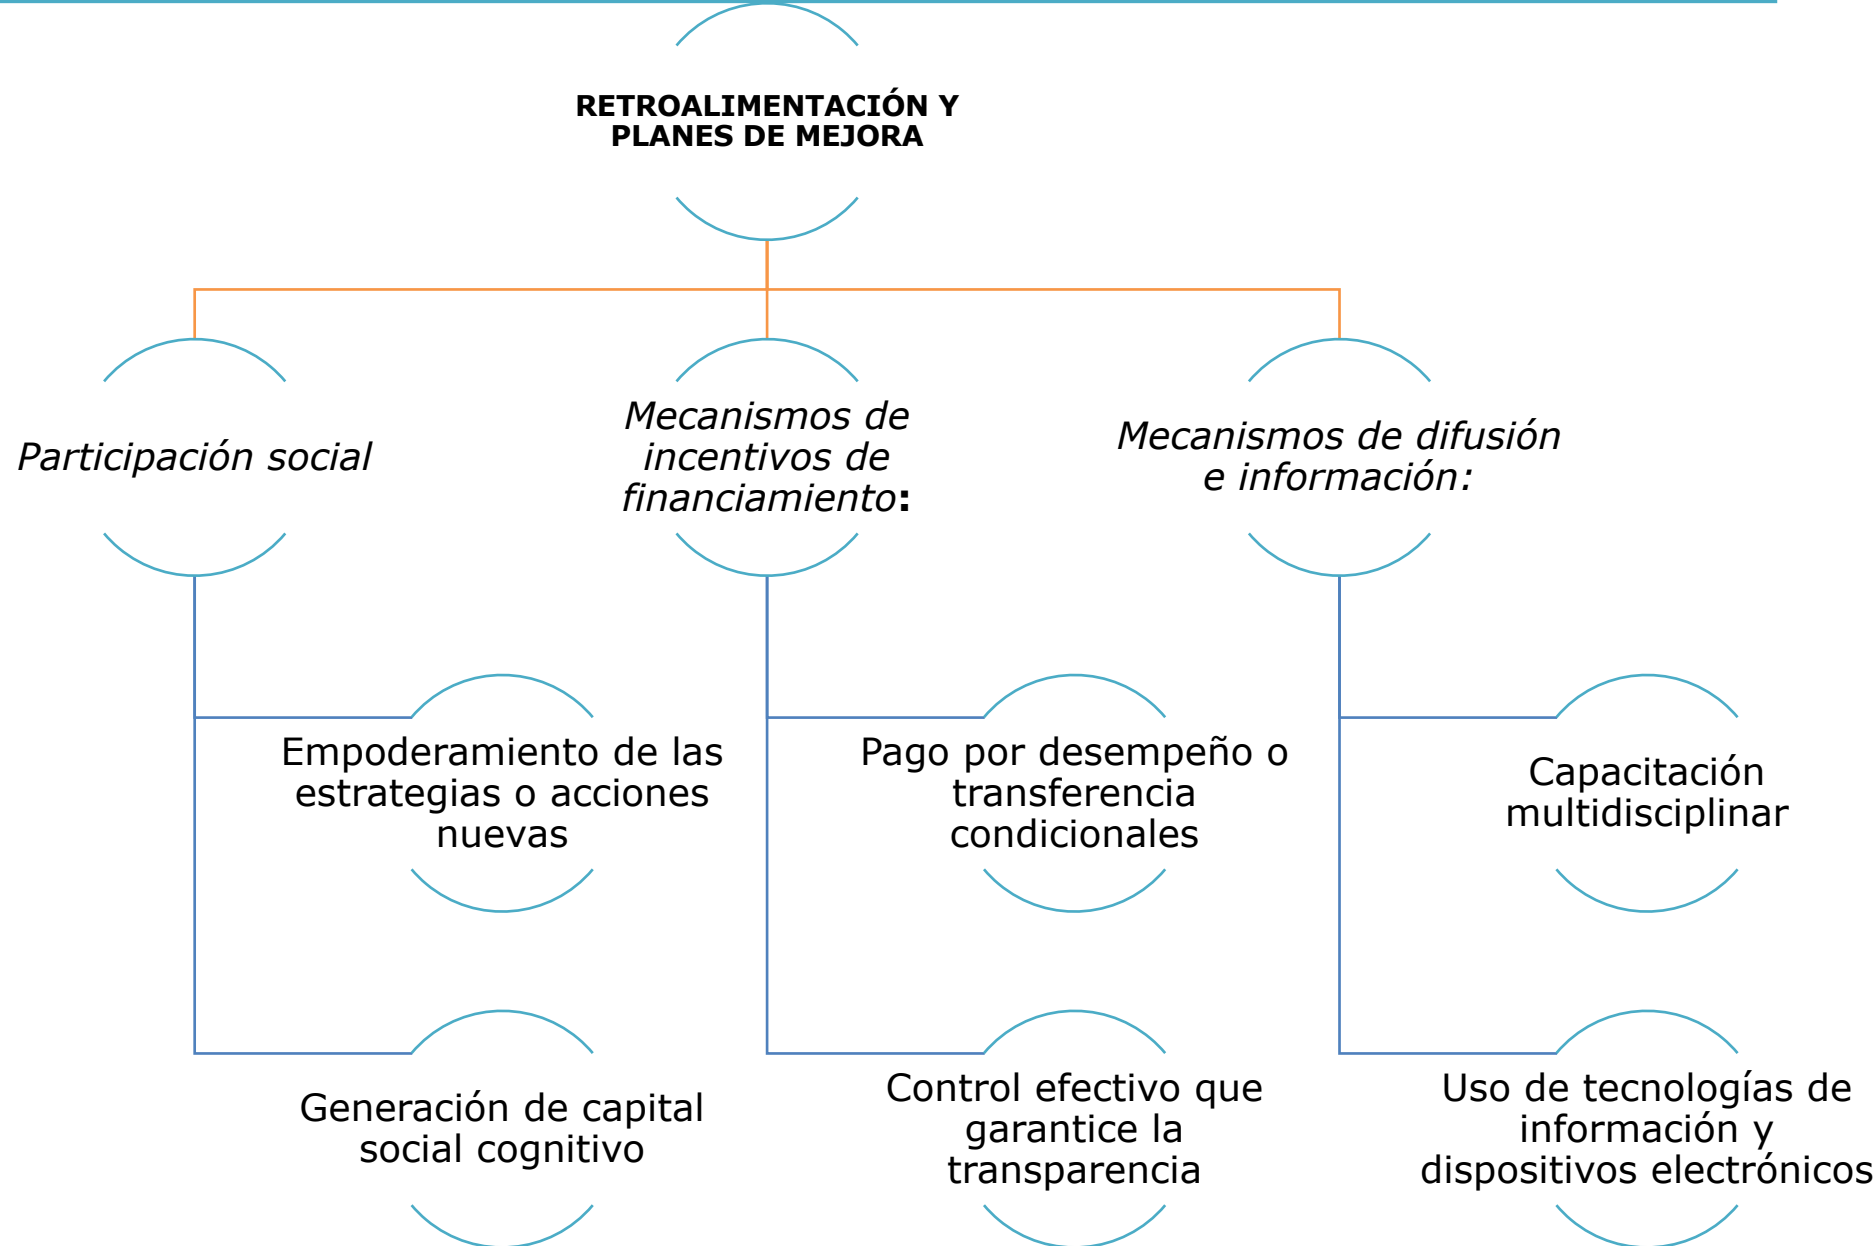 RETROALIMENTACIÓN Y
PLANES DE MEJORA
Participación social
Mecanismos de
incentivos de
financiamiento:
Mecanismos de difusión
e información:
Empoderamiento de las
estrategias o acciones
nuevas
Pago por desempeño o
transferencia
condicionales
Capacitación
multidisciplinar
Generación de capital
social cognitivo
Control efectivo que
garantice la
transparencia
Uso de tecnologías de
información y
dispositivos electrónicos